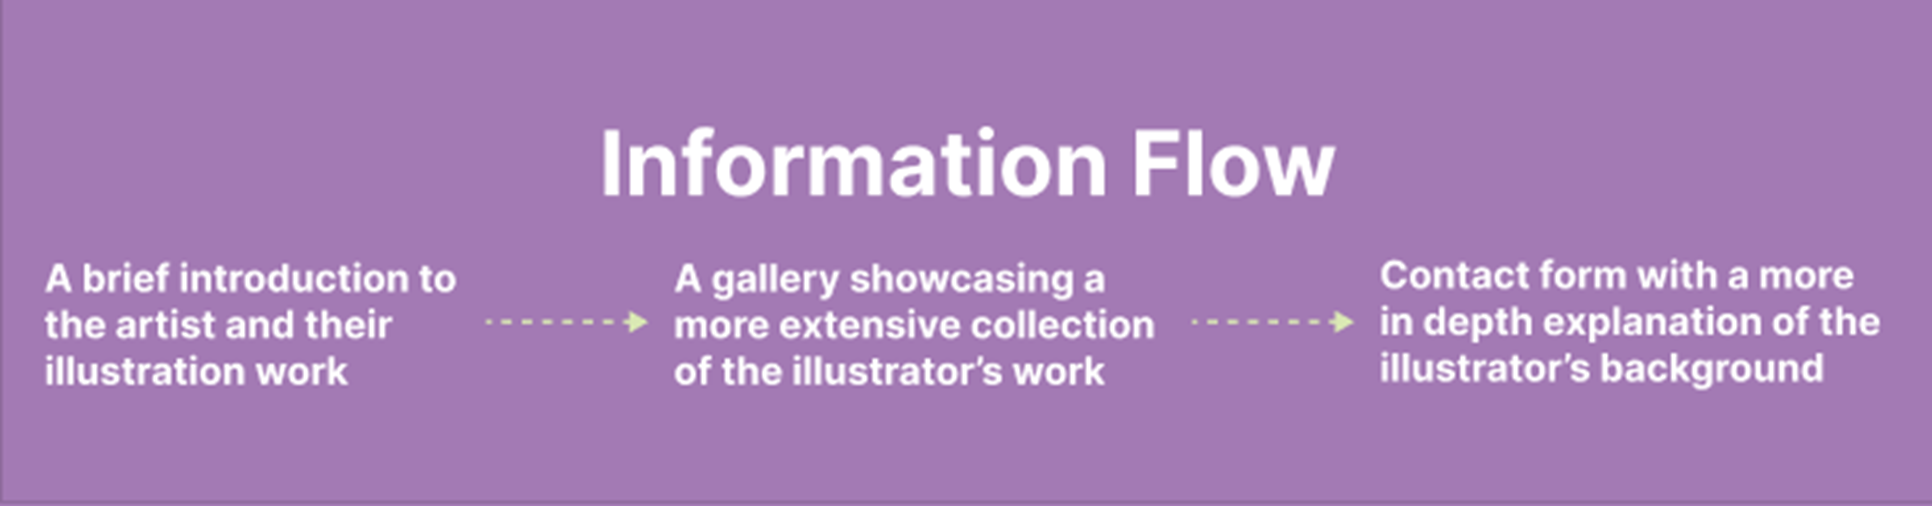 Information Flow
A brief introduction to
the artist and their
illustration work
A gallery showcasing a
more extensive collection
of the illustrator’s work
Contact form with a more
in depth explanation of the
illustrator’s background